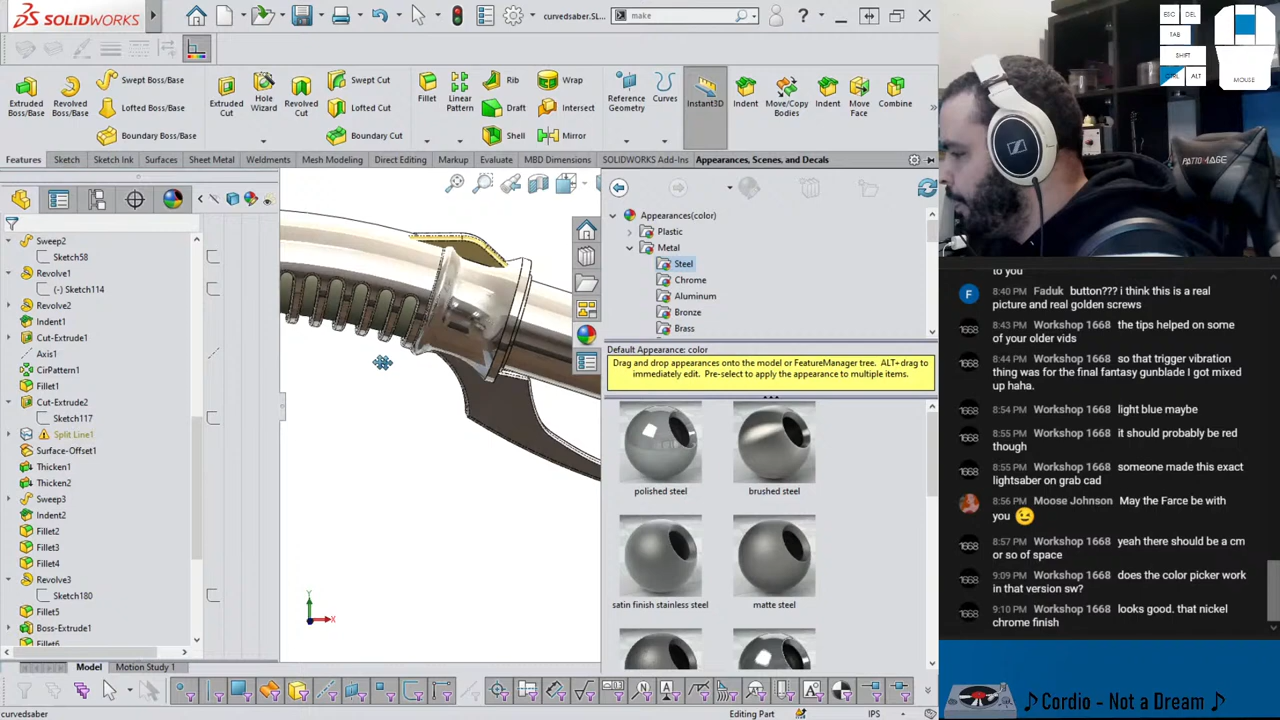 SOLIDWORKS
curvedsaber.SL...
make
ESC
DEL
TAB
SHIFT
CTRL
ALT
MOUSE
Extruded Boss/Base
Revolved Boss/Base
Swept Boss/Base
Lofted Boss/Base
Boundary Boss/Base
Extruded Cut
Hole Wizard
Revolved Cut
Swept Cut
Lofted Cut
Boundary Cut
Fillet
Linear Pattern
Rib
Draft
Shell
Wrap
Intersect
Mirror
Reference Geometry
Curves
Instant3D
Indent
Move/Copy Bodies
Indent
Move Face
Combine
Features
Sketch
Sketch Ink
Surfaces
Sheet Metal
Weldments
Mesh Modeling
Direct Editing
Markup
Evaluate
MBD Dimensions
SOLIDWORKS Add-Ins
Appearances, Scenes, and Decals
Sweep2
Sketch58
Revolve1
(-) Sketch114
Revolve2
Indent1
Cut-Extrude1
Axis1
CirPattern1
Fillet1
Cut-Extrude2
Sketch117
Split Line1
Surface-Offset1
Thicken1
Thicken2
Sweep3
Indent2
Fillet2
Fillet3
Fillet4
Revolve3
Sketch180
Fillet5
Boss-Extrude1
Fillet6
Y
X
Appearances(color)
Plastic
Metal
Steel
Chrome
Aluminum
Bronze
Brass
Default Appearance: color
Drag and drop appearances onto the model or FeatureManager tree. ALT+drag to
immediately edit. Pre-select to apply the appearance to multiple items.
polished steel
brushed steel
satin finish stainless steel
matte steel
Model
Motion Study 1
curvedsaber
Editing Part
IPS
PATIOMAGE
to you
8:40 PM Faduk button??? i think this is a real
picture and real golden screws
8:43 PM Workshop 1668 the tips helped on some
of your older vids
8:44 PM Workshop 1668 so that trigger vibration
thing was for the final fantasy gunblade I got mixed
up haha.
8:54 PM Workshop 1668 light blue maybe
8:55 PM Workshop 1668 it should probably be red
though
8:55 PM Workshop 1668 someone made this exact
lightsaber on grab cad
8:56 PM Moose Johnson May the Farce be with
you 😉
8:57 PM Workshop 1668 yeah there should be a cm
or so of space
9:09 PM Workshop 1668 does the color picker work
in that version sw?
9:10 PM Workshop 1668 looks good. that nickel
chrome finish
♪ Cordio - Not a Dream ♪